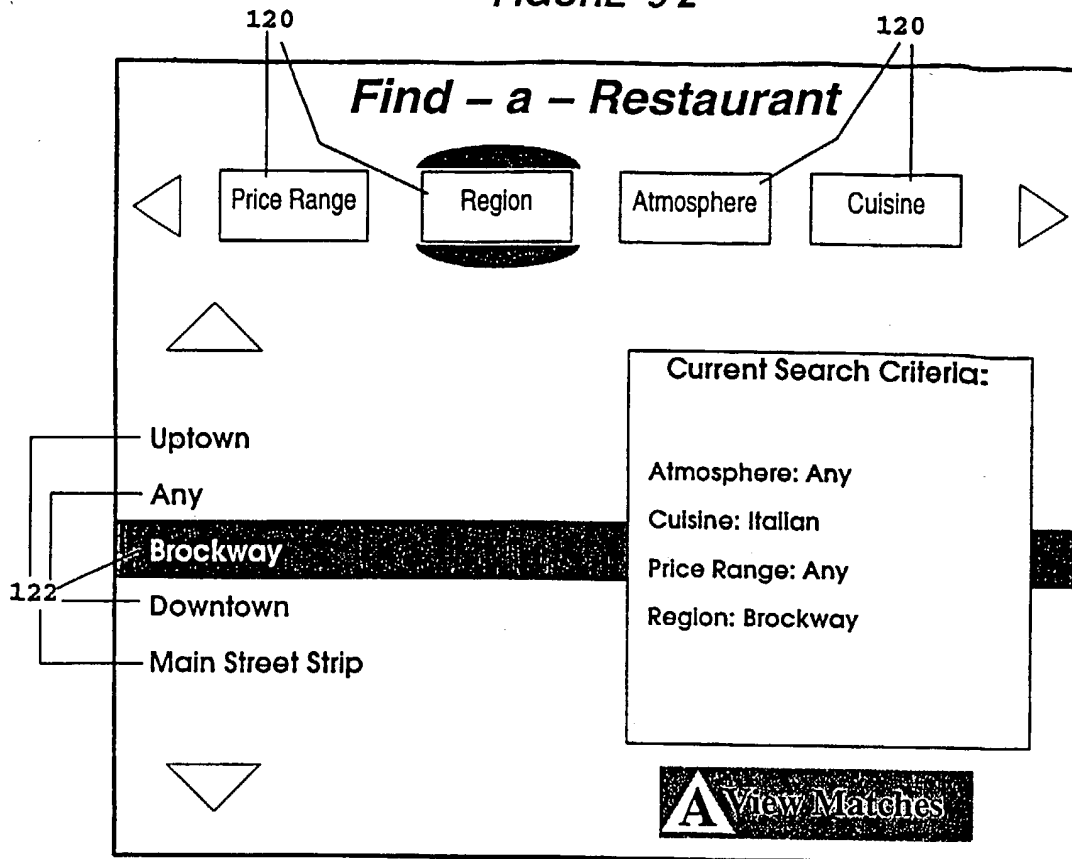 120
120
Find – a – Restaurant
Price Range
Region
Atmosphere
Cuisine
Current Search Criteria:
Uptown
Any
Brockway
Downtown
Main Street Strip
122
Atmosphere: Any
Cuisine: Italian
Price Range: Any
Region: Brockway
A View Matches